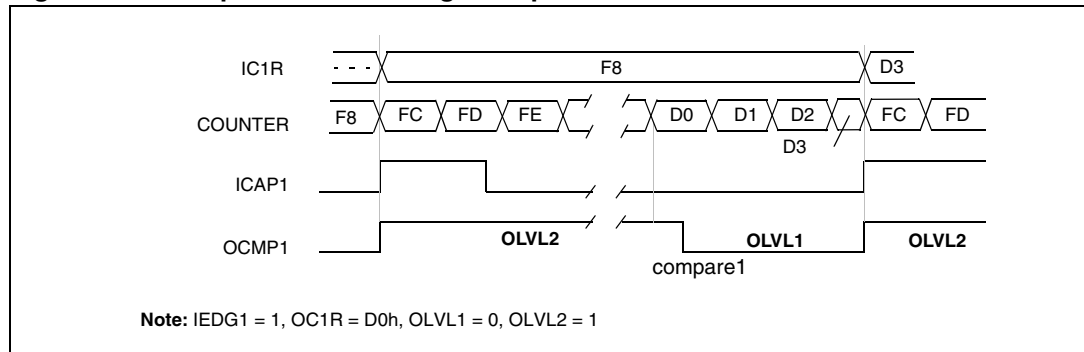 IC1R - - - F8 D3
COUNTER F8 FC FD FE D0 D1 D2 FC FD
D3
ICAP1
OCMP1 OLVL2 OLVL1 OLVL2
compare1
Note: IEDG1 = 1, OC1R = D0h, OLVL1 = 0, OLVL2 = 1